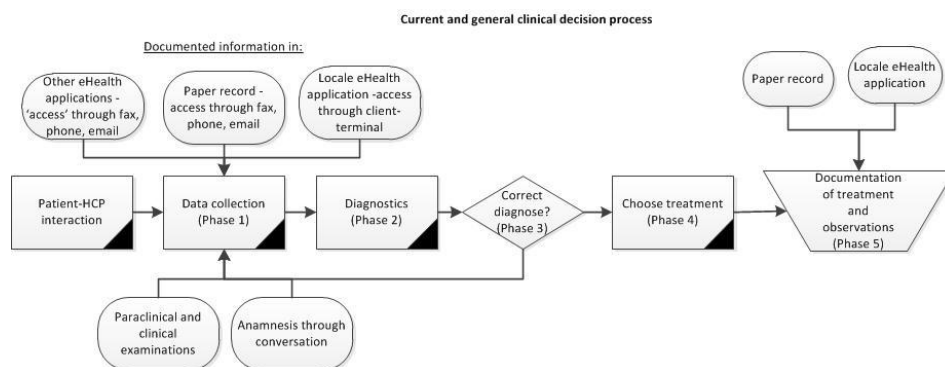 Current and general clinical decision process
Documented information in:
Other eHealth
applications -
‘access’ through fax,
phone, email
Paper record -
access through fax,
phone, email
Locale eHealth
application -access
through client-
terminal
Paper record
Locale eHealth
application
Patient-HCP
interaction
Data collection
(Phase 1)
Diagnostics
(Phase 2)
Correct
diagnose?
(Phase 3)
Choose treatment
(Phase 4)
Documentation
of treatment
and
observations
(Phase 5)
Paraclinical and
clinical
examinations
Anamnesis through
conversation